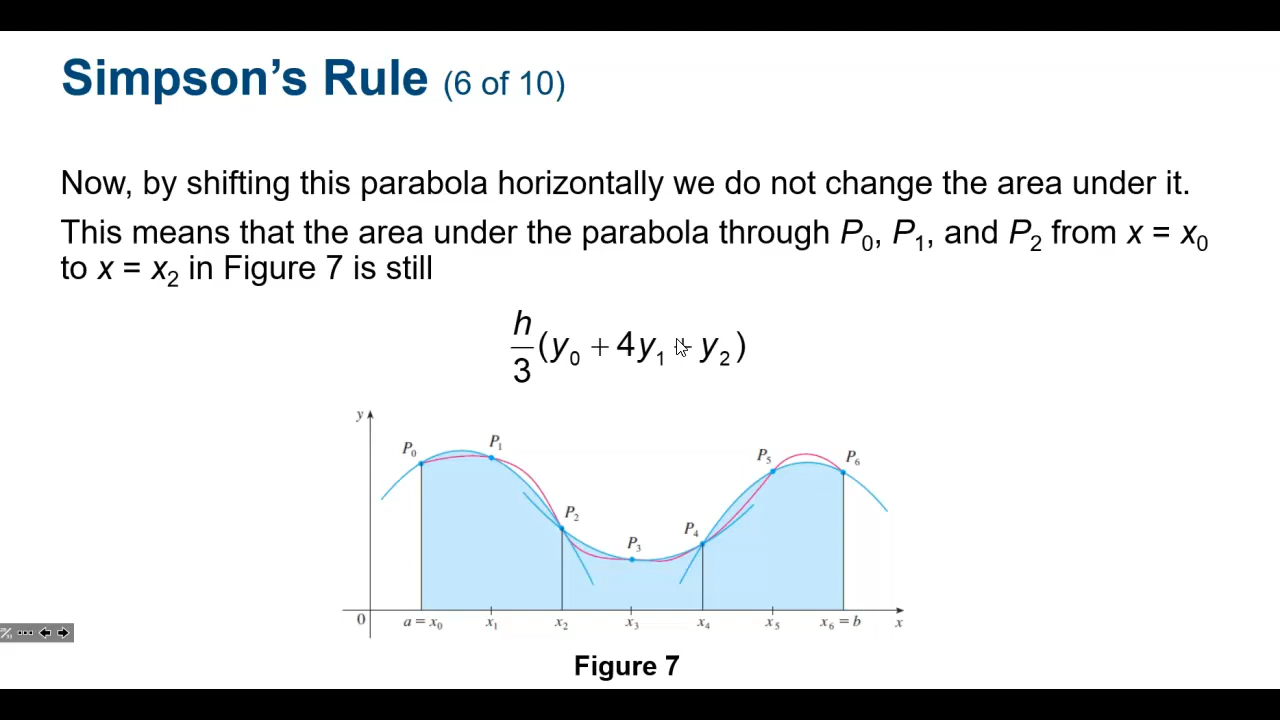 Simpson's Rule (6 of 10)
Now, by shifting this parabola horizontally we do not change the area under it.
This means that the area under the parabola through P₀, P₁, and P₂ from x = x₀
to x = x₂ in Figure 7 is still
h/3 (y₀ + 4y₁ + y₂)
y
P₀ P₁ P₂ P₃ P₄ P₅ P₆
0 a = x₀ x₁ x₂ x₃ x₄ x₅ x₆ = b x
Figure 7